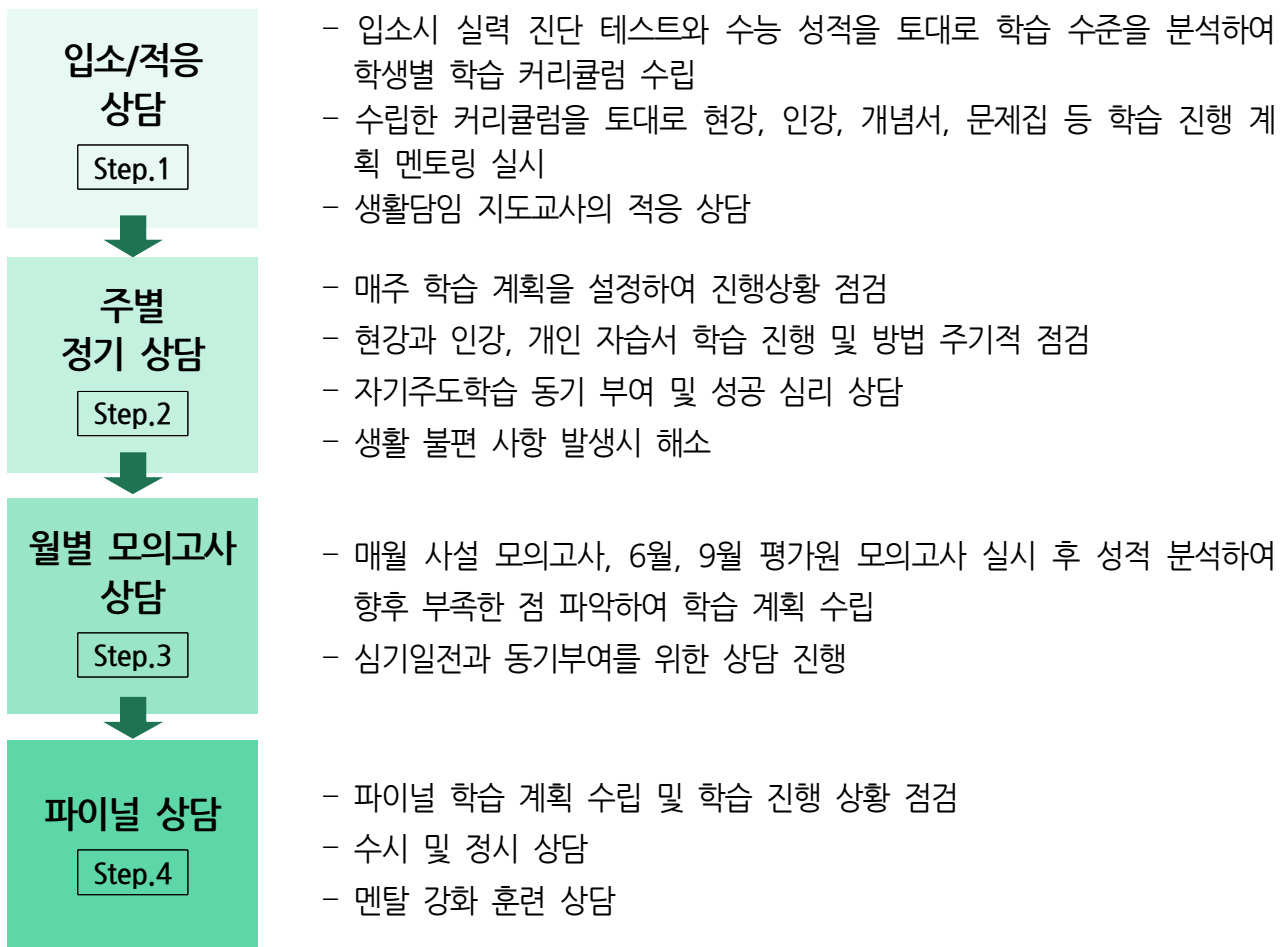 입소/적응
상담
Step.1
– 입소시 실력 진단 테스트와 수능 성적을 토대로 학습 수준을 분석하여
학생별 학습 커리큘럼 수립
– 수립한 커리큘럼을 토대로 현강, 인강, 개념서, 문제집 등 학습 진행 계
획 멘토링 실시
– 생활담임 지도교사의 적응 상담
주별
정기 상담
Step.2
– 매주 학습 계획을 설정하여 진행상황 점검
– 현강과 인강, 개인 자습서 학습 진행 및 방법 주기적 점검
– 자기주도학습 동기 부여 및 성공 심리 상담
– 생활 불편 사항 발생시 해소
월별 모의고사
상담
Step.3
– 매월 사설 모의고사, 6월, 9월 평가원 모의고사 실시 후 성적 분석하여
향후 부족한 점 파악하여 학습 계획 수립
– 심기일전과 동기부여를 위한 상담 진행
파이널 상담
Step.4
– 파이널 학습 계획 수립 및 학습 진행 상황 점검
– 수시 및 정시 상담
– 멘탈 강화 훈련 상담